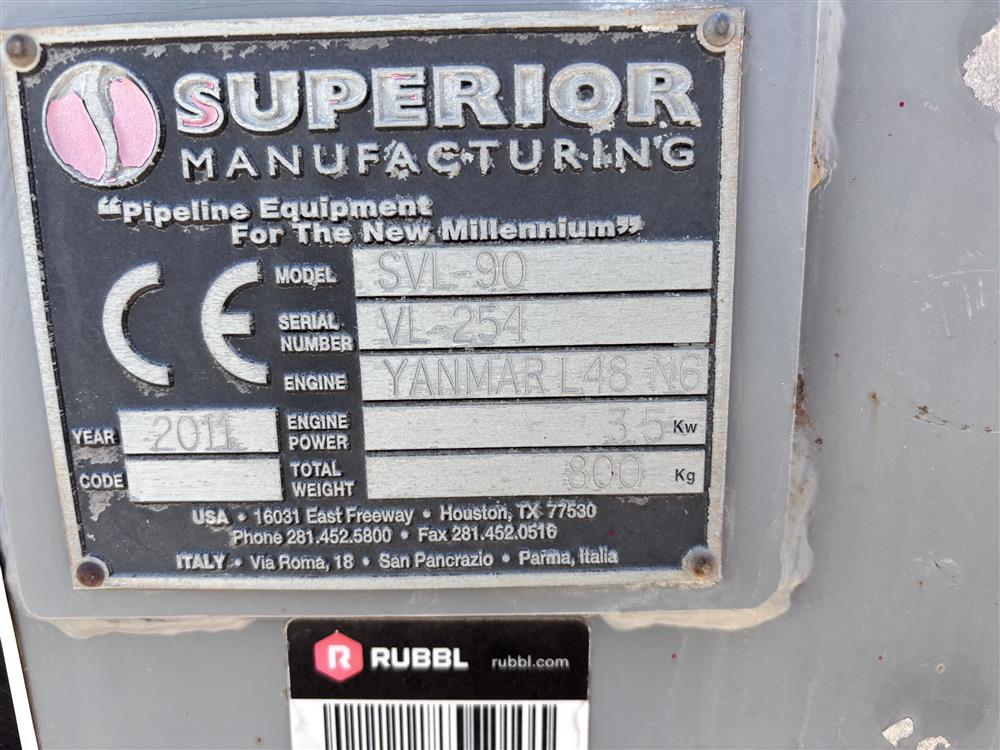 SUPERIOR
MANUFACTURING
"Pipeline Equipment
For The New Millennium"
CE
MODEL SVL-90
SERIAL NUMBER VL-254
ENGINE YANMAR L48 N6
YEAR 2011
ENGINE POWER 3.5 Kw
CODE
TOTAL WEIGHT 800 Kg
USA • 16031 East Freeway • Houston, TX 77530
Phone 281.452.5800 • Fax 281.452.0516
ITALY • Via Roma, 18 • San Pancrazio • Parma, Italia
R RUBBL rubbl.com